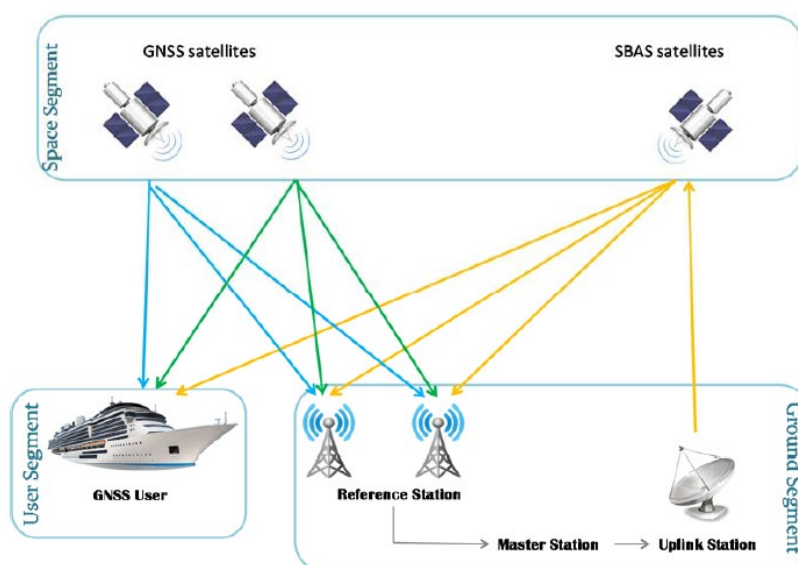 GNSS satellites
SBAS satellites
Space Segment
User Segment
GNSS User
Reference Station
Master Station
Uplink Station
Ground Segment